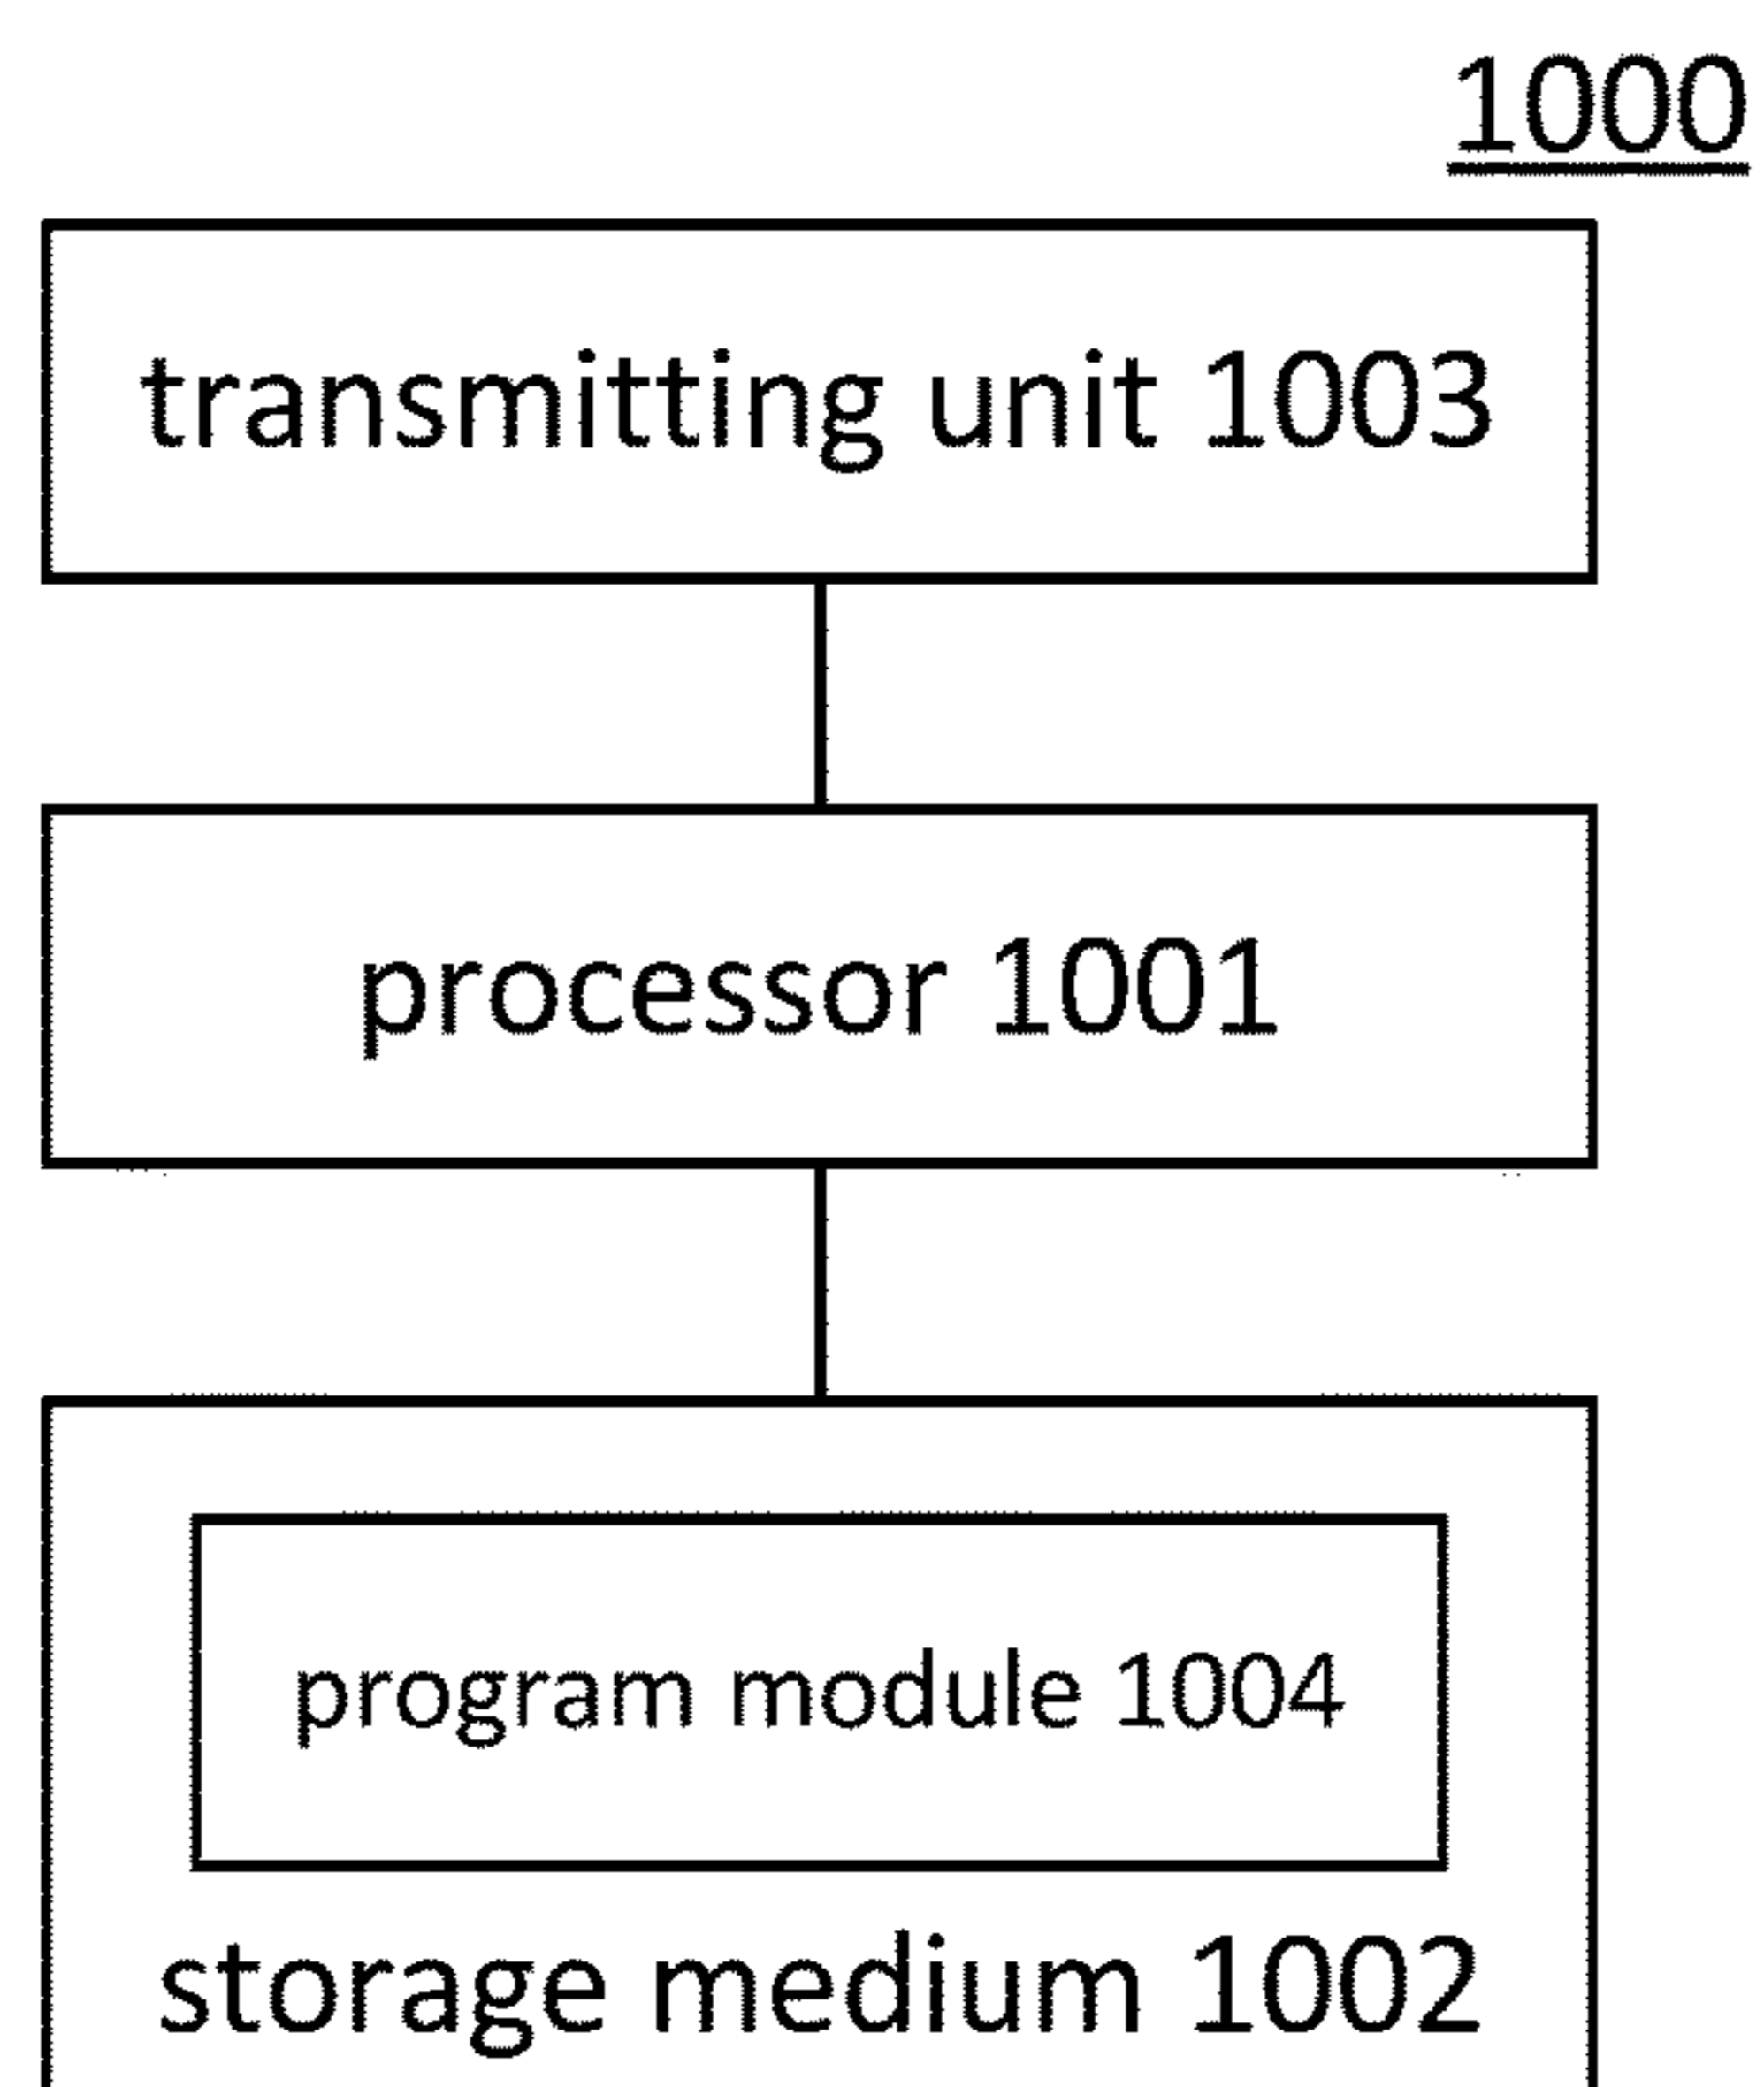 1000
transmitting unit 1003
processor 1001
program module 1004
storage medium 1002